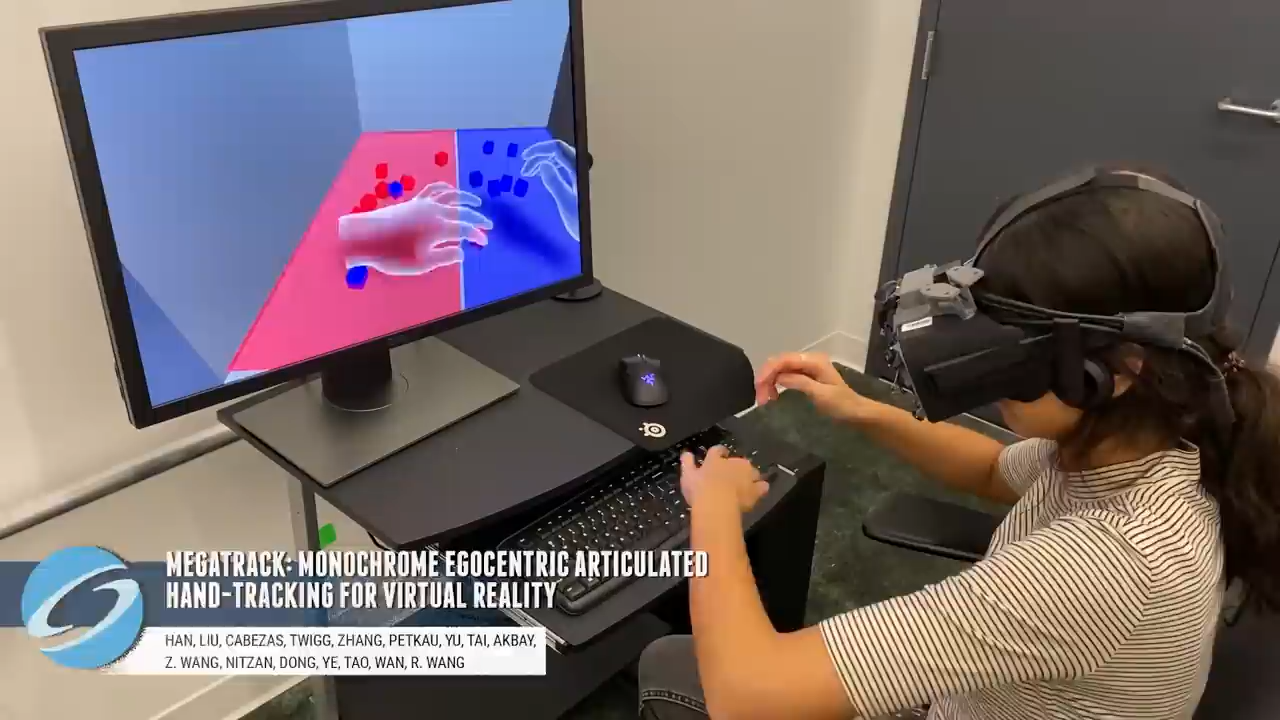 MEGATRACK: MONOCHROME EGOCENTRIC ARTICULATED
HAND-TRACKING FOR VIRTUAL REALITY
HAN, LIU, CABEZAS, TWIGG, ZHANG, PETKAU, YU, TAI, AKBAY,
Z. WANG, NITZAN, DONG, YE, TAO, WAN, R. WANG